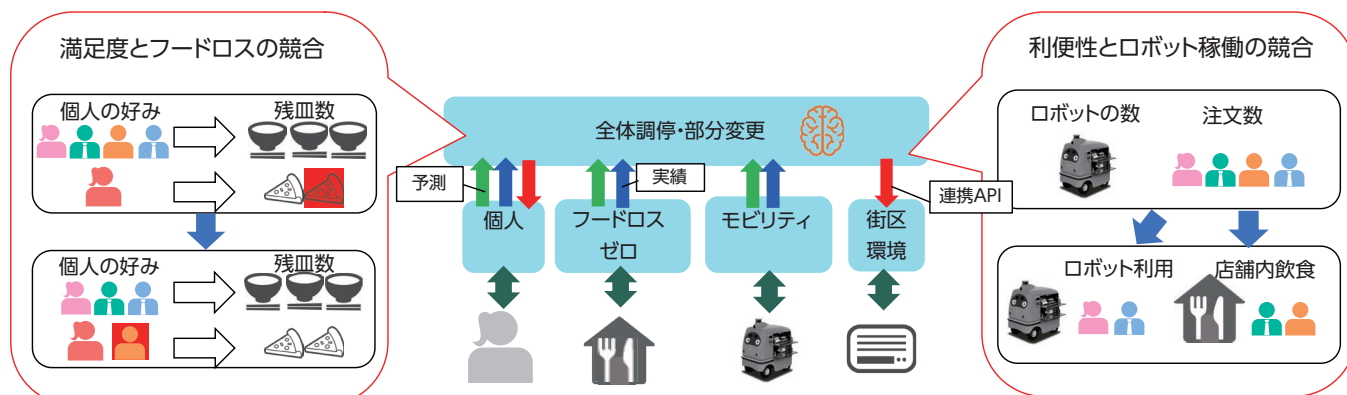 満足度とフードロスの競合
個人の好み
残皿数
個人の好み
残皿数
全体調停・部分変更
予測
実績
連携API
個人
フードロス
ゼロ
モビリティ
街区
環境
利便性とロボット稼働の競合
ロボットの数
注文数
ロボット利用
店舗内飲食